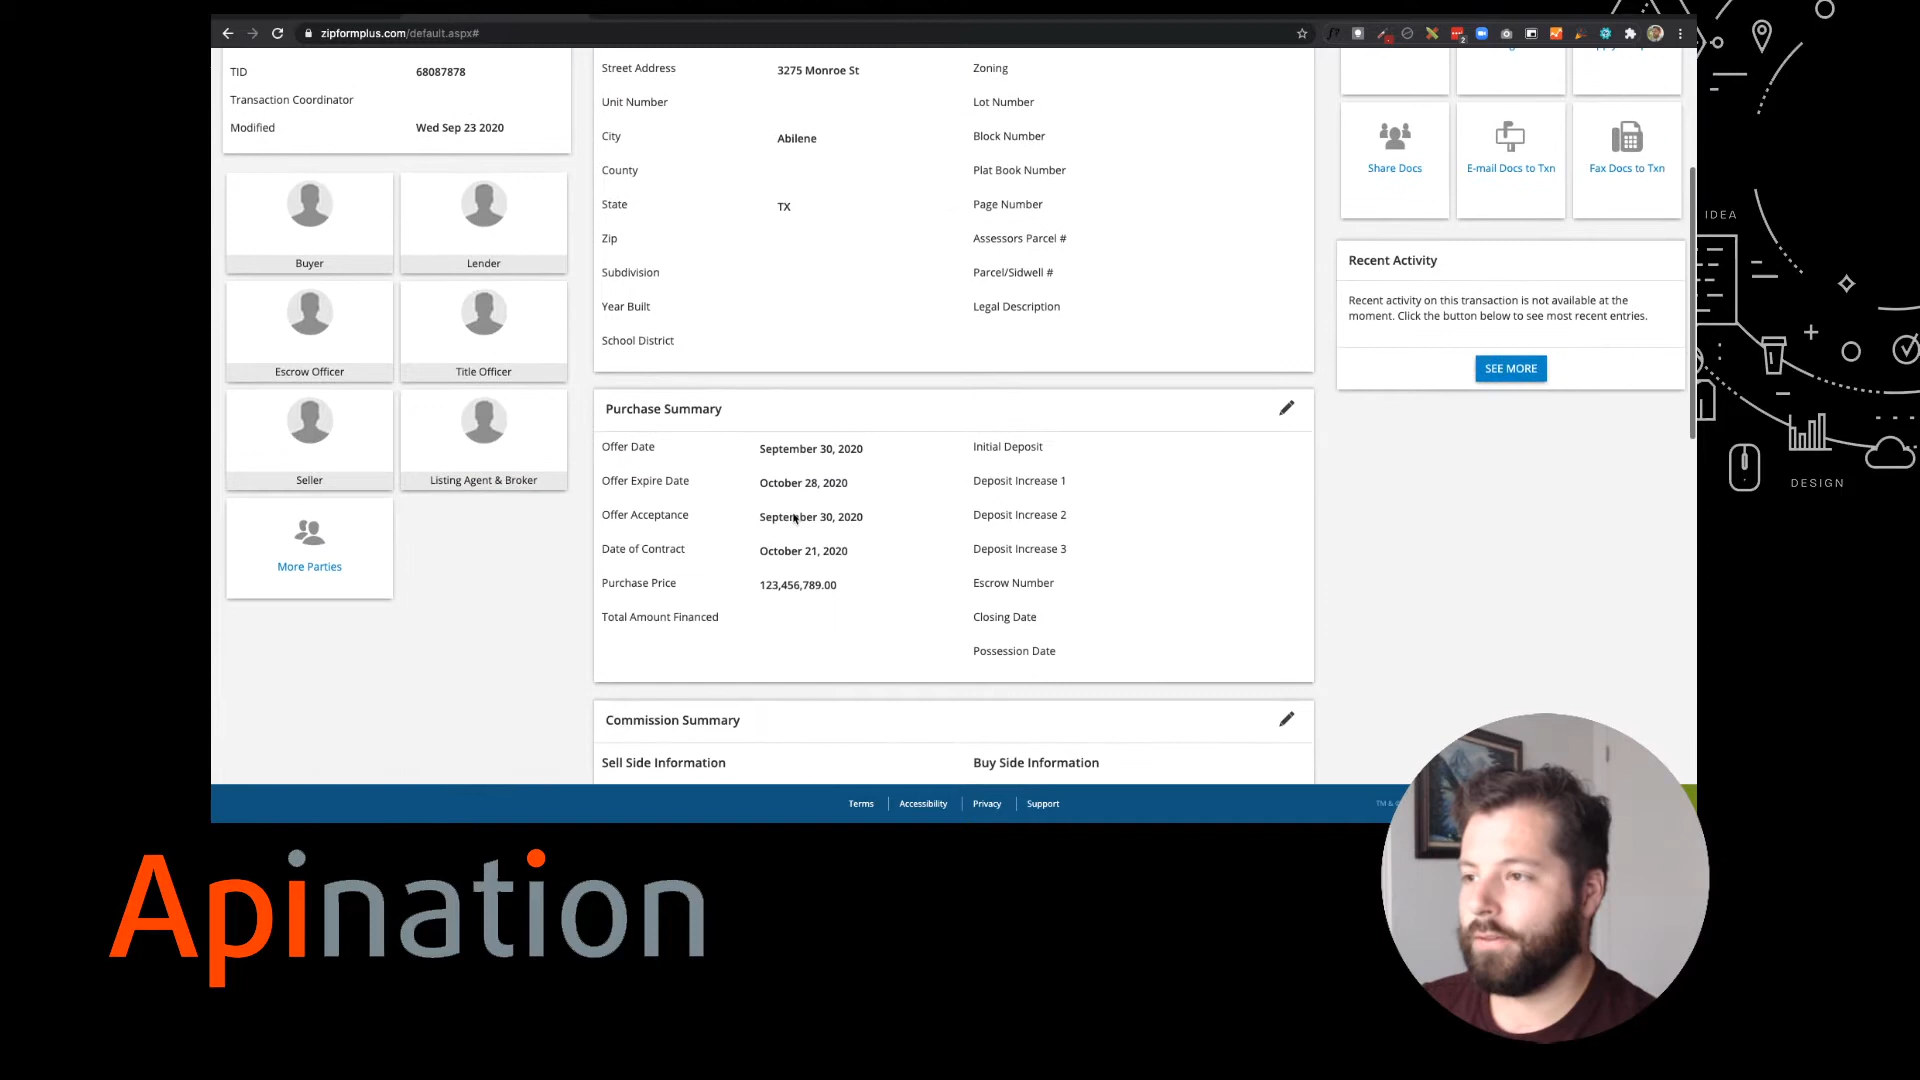 zipformplus.com/default.aspx#
TID 68087878
Transaction Coordinator
Modified Wed Sep 23 2020
Buyer
Lender
Escrow Officer
Title Officer
Seller
Listing Agent & Broker
More Parties
Street Address 3275 Monroe St
Unit Number
City Abilene
County
State TX
Zip
Subdivision
Year Built
School District
Zoning
Lot Number
Block Number
Plat Book Number
Page Number
Assessors Parcel #
Parcel/Sidwell #
Legal Description
Purchase Summary
Offer Date September 30, 2020
Offer Expire Date October 28, 2020
Offer Acceptance September 30, 2020
Date of Contract October 21, 2020
Purchase Price 123,456,789.00
Total Amount Financed
Initial Deposit
Deposit Increase 1
Deposit Increase 2
Deposit Increase 3
Escrow Number
Closing Date
Possession Date
Commission Summary
Sell Side Information
Buy Side Information
Share Docs
E-mail Docs to Txn
Fax Docs to Txn
Recent Activity
Recent activity on this transaction is not available at the
moment. Click the button below to see most recent entries.
SEE MORE
Terms
Accessibility
Privacy
Support
IDEA
DESIGN
Apination